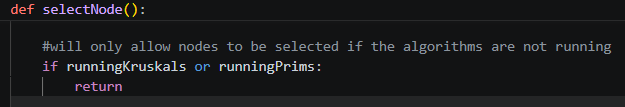 def selectNode():
#will only allow nodes to be selected if the algorithms are not running
if runningKruskals or runningPrims:
return